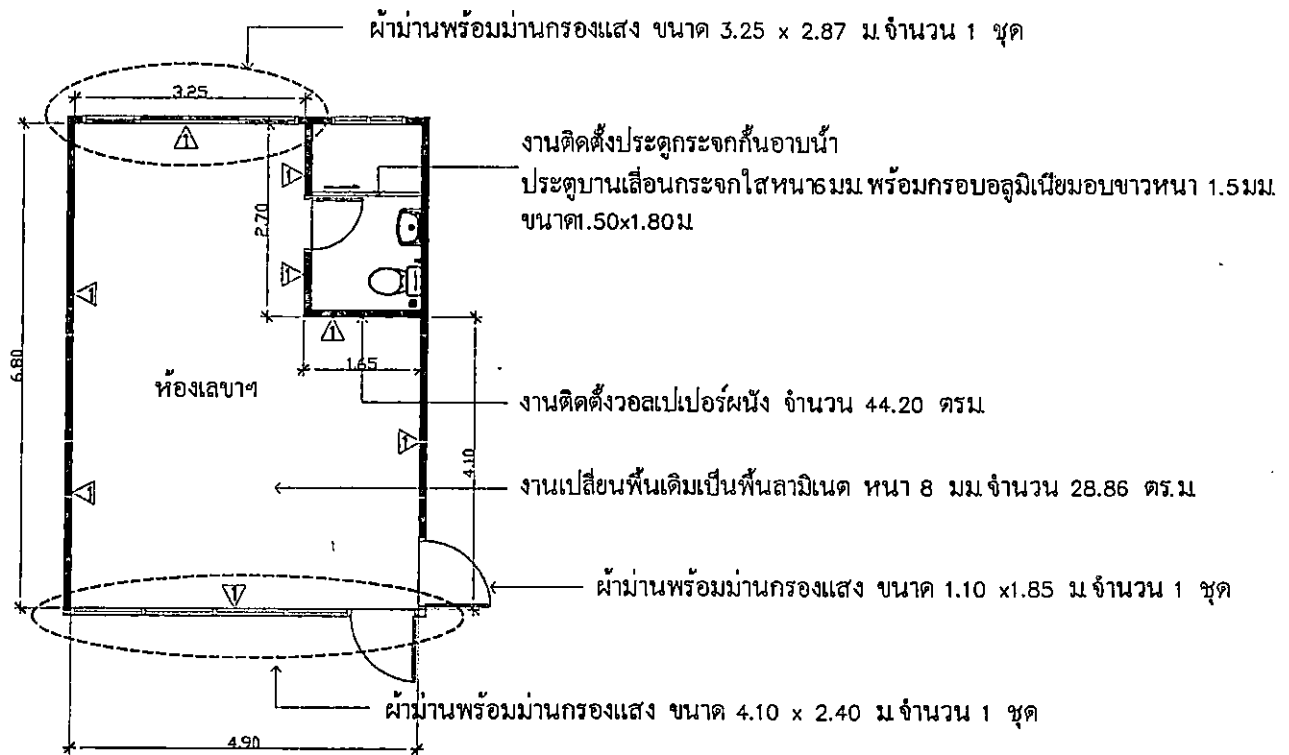 ผ้าม่านพร้อมม่านกรองแสง ขนาด 3.25 x 2.87 ม.จำนวน 1 ชุด
3.25
1
งานติดตั้งประตูกระจกกั้นอาบน้ำ
ประตูบานเลื่อนกระจกใสหนา6มม. พร้อมกรอบอลูมิเนียมอบขาวหนา 1.5มม.
ขนาด1.50x1.80ม.
1
2.70
1
1
1
6.80
1.65
ห้องเลขาฯ
งานติดตั้งวอลเปเปอร์ผนัง จำนวน 44.20 ตรม.
1
4.10
1
งานเปลี่ยนพื้นเดิมเป็นพื้นลามิเนต หนา 8 มม.จำนวน 28.86 ตร.ม.
ผ้าม่านพร้อมม่านกรองแสง ขนาด 1.10 x1.85 ม.จำนวน 1 ชุด
1
ผ้าม่านพร้อมม่านกรองแสง ขนาด 4.10 x 2.40 ม.จำนวน 1 ชุด
4.90